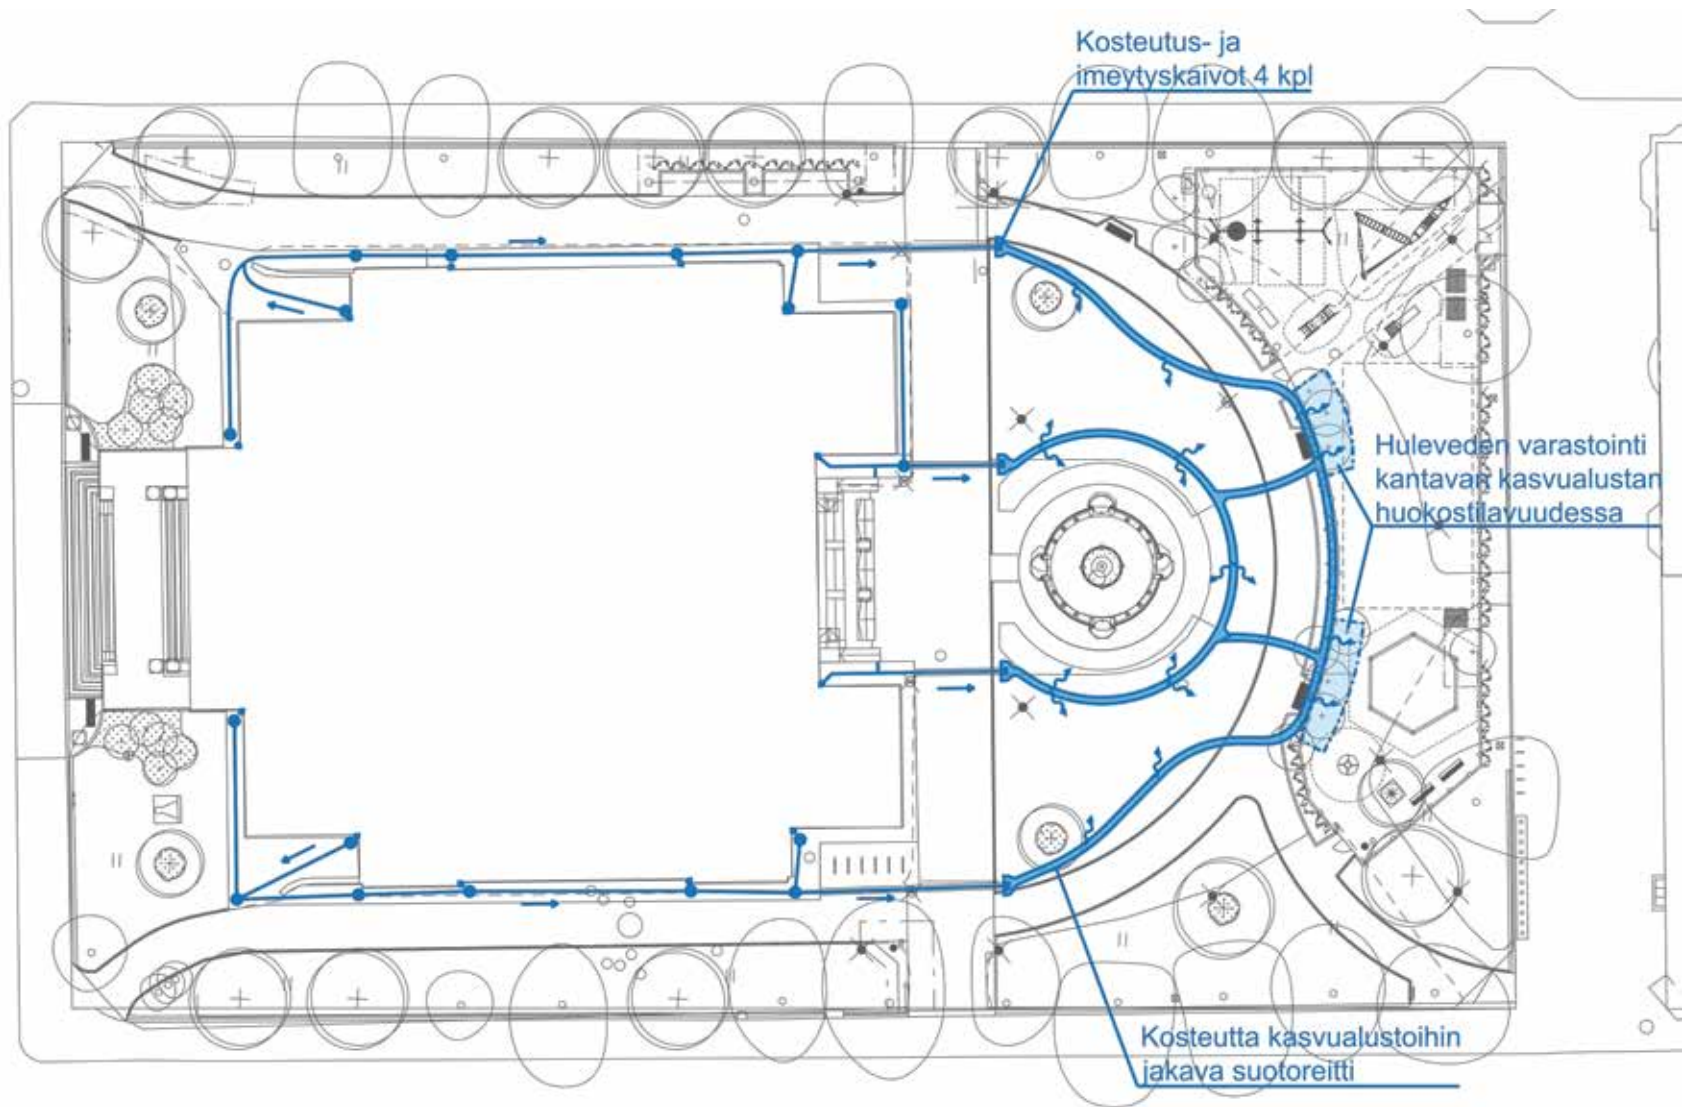 Kosteutus- ja
imeytyskaivot 4 kpl
Huleveden varastointi
kantavan kasvualustan
huokostilavuudessa
Kosteutta kasvualustoihin
jakava suotoreitti